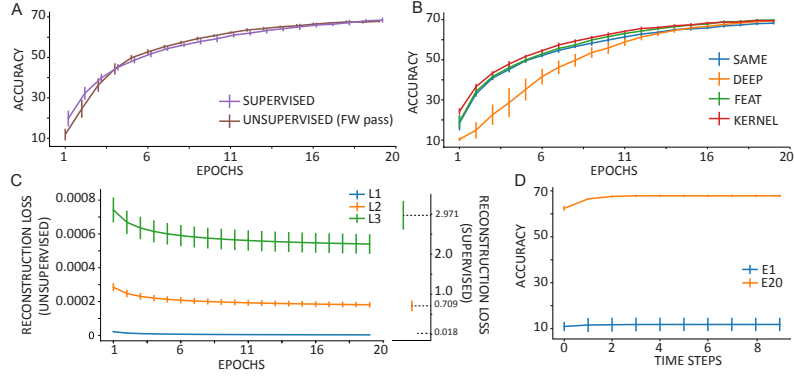 A
70
50
30
10
ACCURACY
SUPERVISED
UNSUPERVISED (FW pass)
1
6
11
16
20
EPOCHS
B
70
50
30
10
ACCURACY
SAME
DEEP
FEAT
KERNEL
1
6
11
16
20
EPOCHS
C
0.0008
0.0006
0.0004
0.0002
0
RECONSTRUCTION LOSS
(UNSUPERVISED)
L1
L2
L3
1
6
11
16
20
EPOCHS
2.0
1.0
RECONSTRUCTION LOSS
(SUPERVISED)
2.971
0.709
0.018
D
70
50
30
10
ACCURACY
E1
E20
0
2
4
6
8
TIME STEPS